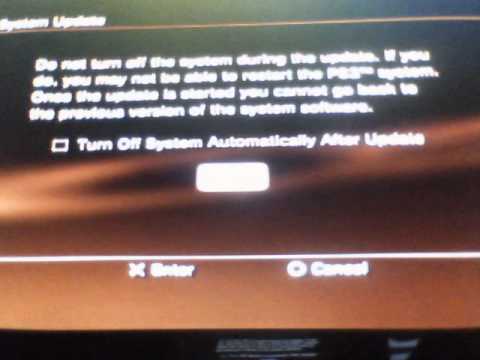 System Update
Do not turn off the system during the update. If you
do, you may not be able to restart the PS3™ system.
Once the update is started you cannot go back to
the previous version of the system software.
Turn Off System Automatically After Update
Enter
Cancel